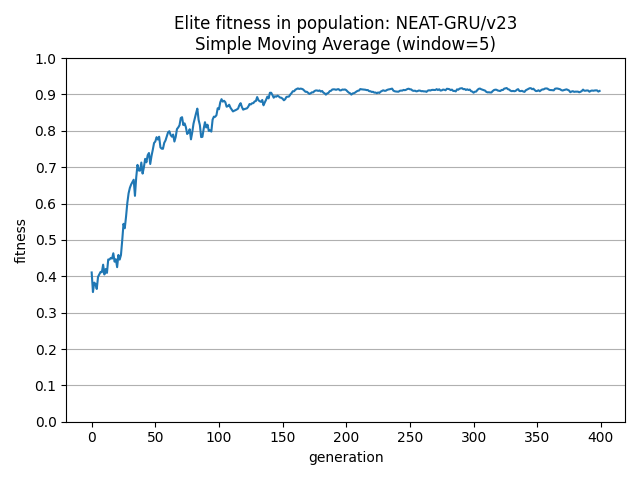 Elite fitness in population: NEAT-GRU/v23
Simple Moving Average (window=5)
1.0
0.9
0.8
0.7
0.6
0.5
0.4
0.3
0.2
0.1
0.0
fitness
0 50 100 150 200 250 300 350 400
generation